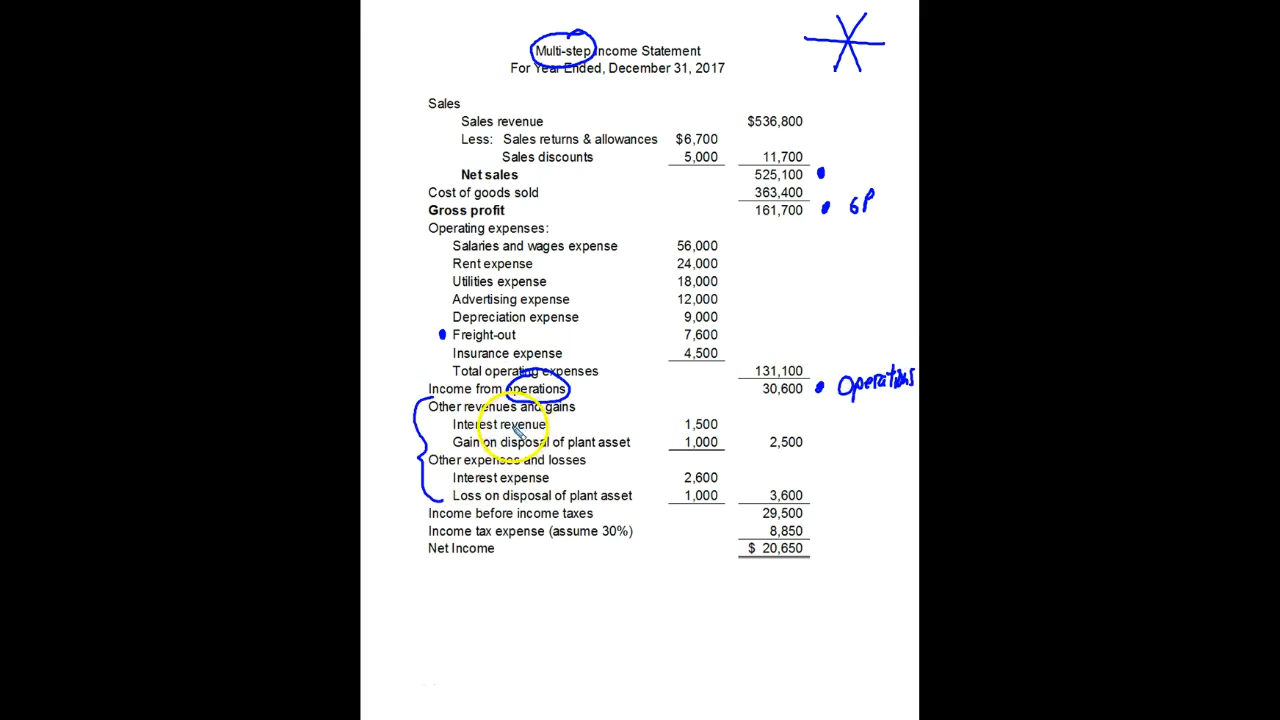 Multi-step Income Statement
For Year Ended, December 31, 2017
Sales
Sales revenue $536,800
Less: Sales returns & allowances $6,700
Sales discounts 5,000 11,700
Net sales 525,100
Cost of goods sold 363,400
Gross profit 161,700 GP
Operating expenses:
Salaries and wages expense 56,000
Rent expense 24,000
Utilities expense 18,000
Advertising expense 12,000
Depreciation expense 9,000
Freight-out 7,600
Insurance expense 4,500
Total operating expenses 131,100
Income from operations 30,600 Operations
Other revenues and gains
Interest revenue 1,500
Gain on disposal of plant asset 1,000 2,500
Other expenses and losses
Interest expense 2,600
Loss on disposal of plant asset 1,000 3,600
Income before income taxes 29,500
Income tax expense (assume 30%) 8,850
Net Income $ 20,650